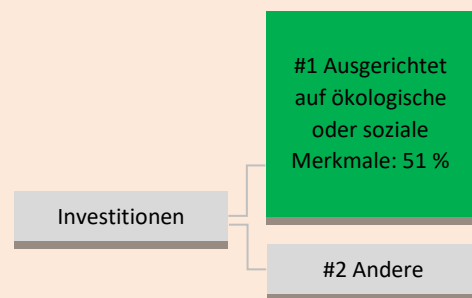 #1 Ausgerichtet
auf ökologische
oder soziale
Merkmale: 51 %
Investitionen
#2 Andere